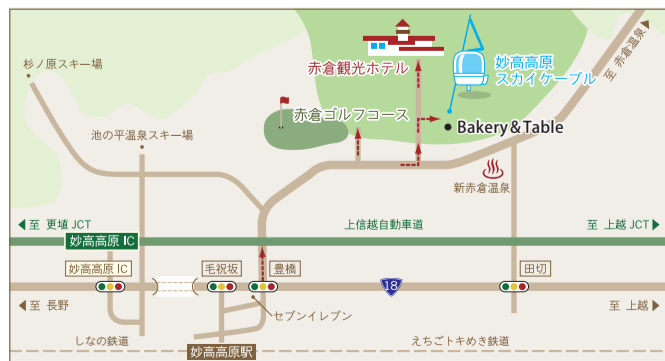 至 赤倉温泉
杉ノ原スキー場
赤倉観光ホテル
妙高高原
スカイケーブル
赤倉ゴルフコース
Bakery & Table
池の平温泉スキー場
新赤倉温泉
至 更埴 JCT
妙高高原 IC
上信越自動車道
至 上越 JCT
妙高高原 IC
毛祝坂
豊橋
18
田切
至 長野
セブンイレブン
至 上越
しなの鉄道
妙高高原駅
えちごトキめき鉄道